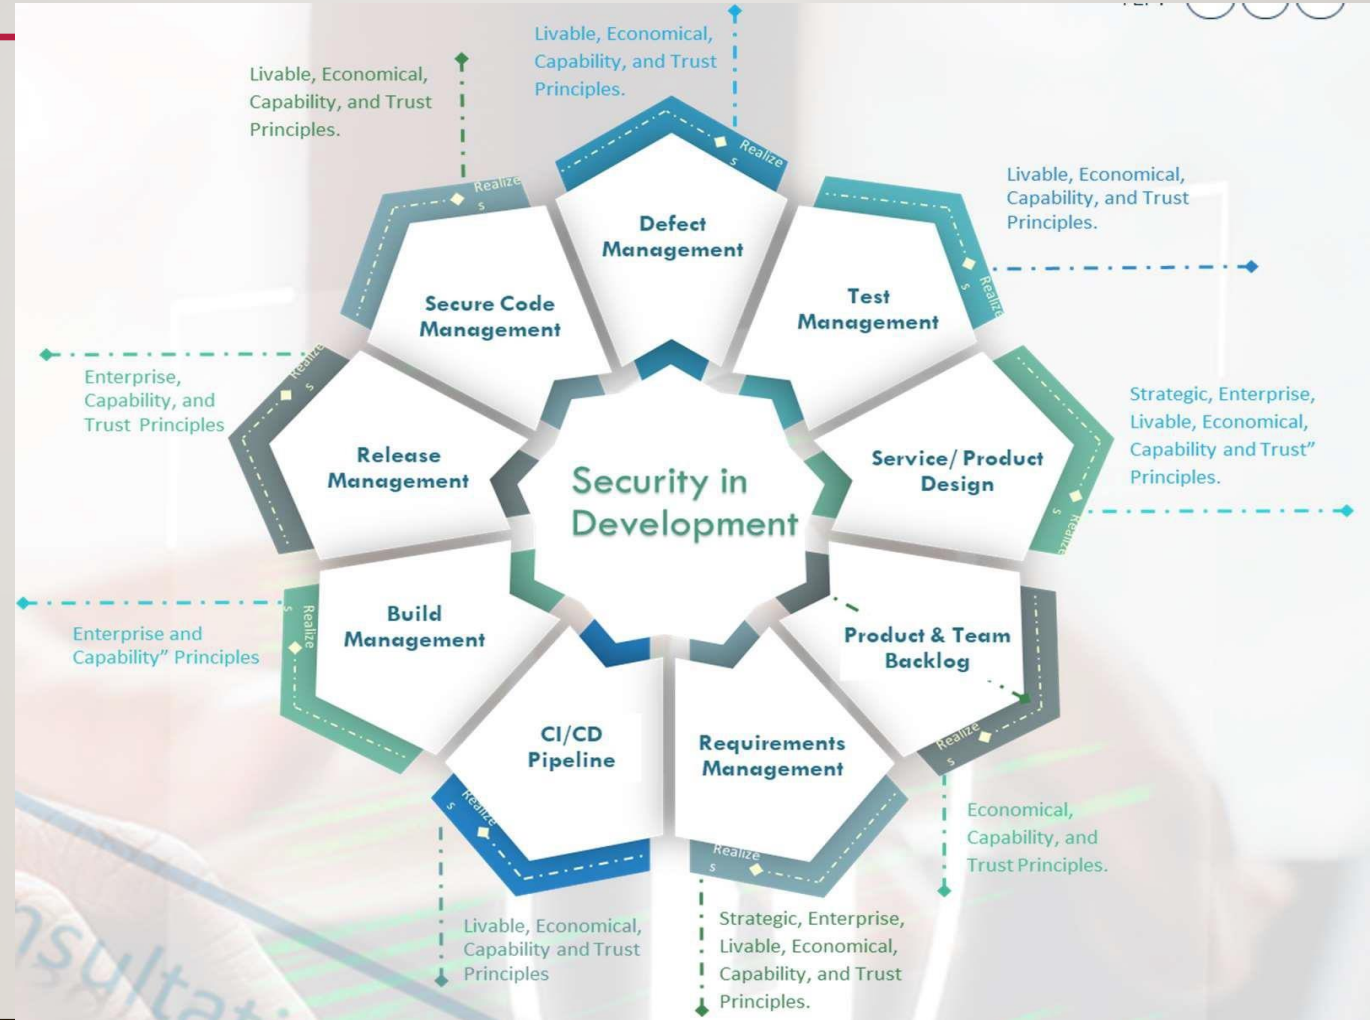 Livable, Economical,
Capability, and Trust
Principles.
Livable, Economical,
Capability, and Trust
Principles.
Realize
s
Realize
s
Defect
Management
Livable, Economical,
Capability, and Trust
Principles.
Realize
s
Secure Code
Management
Test
Management
Enterprise,
Capability, and
Trust Principles
Realize
s
Release
Management
Security in
Development
Service/ Product
Design
Strategic, Enterprise,
Livable, Economical,
Capability and Trust”
Principles.
Realize
s
Enterprise and
Capability” Principles
Realize
s
Build
Management
Product & Team
Backlog
Realize
s
CI/CD
Pipeline
Requirements
Management
Realize
s
Realize
s
Economical,
Capability, and
Trust Principles.
Livable, Economical,
Capability and Trust
Principles
Strategic, Enterprise,
Livable, Economical,
Capability, and Trust
Principles.
nsultati